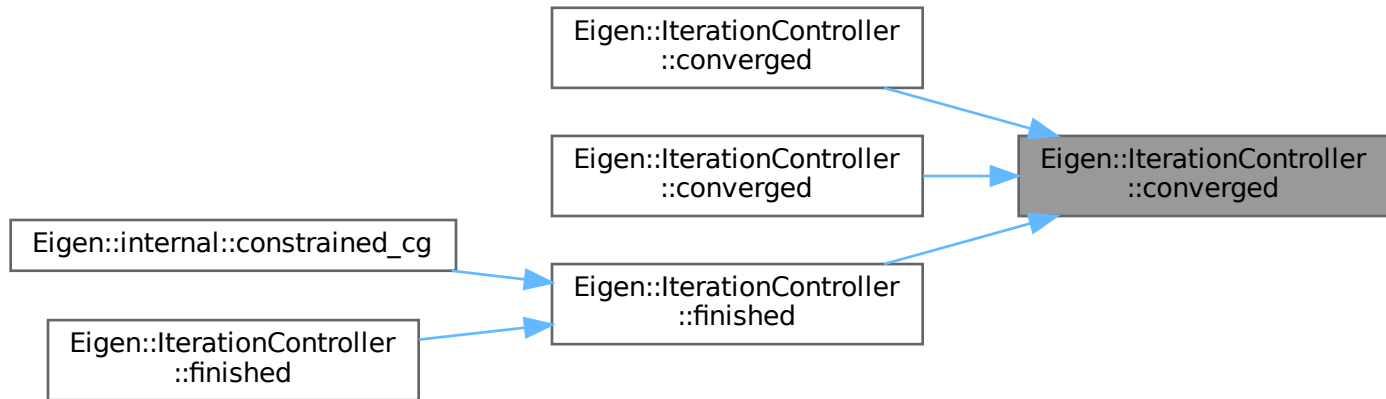 Eigen::IterationController
::converged
Eigen::IterationController
::converged
Eigen::IterationController
::converged
Eigen::internal::constrained_cg
Eigen::IterationController
::finished
Eigen::IterationController
::finished